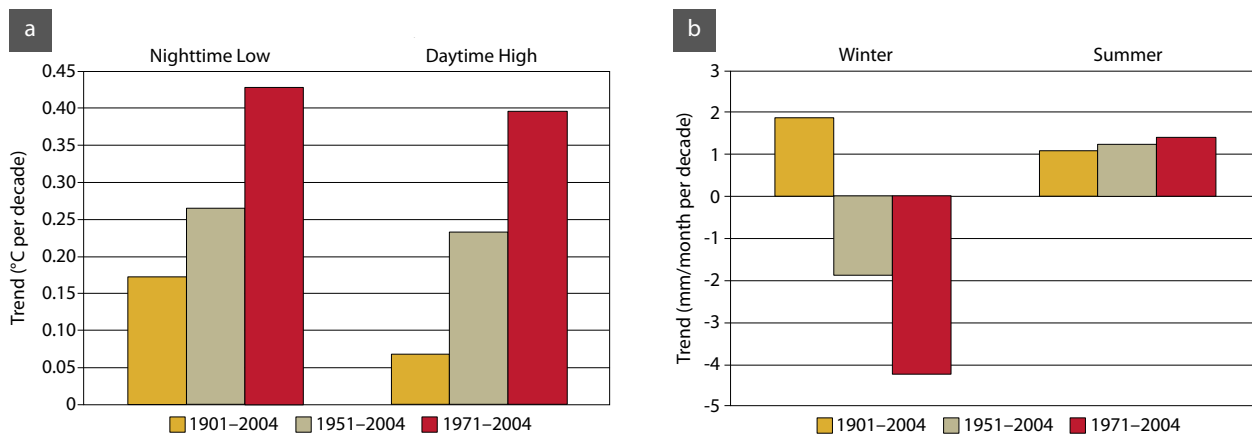 a
Nighttime Low Daytime High
Trend (°C per decade)
0.45
0.40
0.35
0.30
0.25
0.20
0.15
0.10
0.05
0
1901–2004 1951–2004 1971–2004
b
Winter Summer
Trend (mm/month per decade)
3
2
1
0
-1
-2
-3
-4
-5
1901–2004 1951–2004 1971–2004